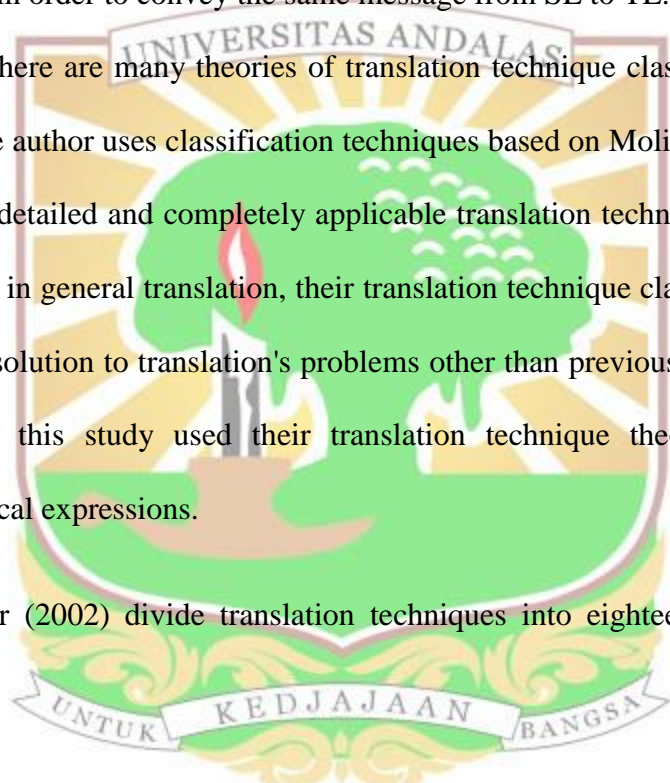 in order to convey the same message from SL to TL.
UNIVERSITAS ANDALAS
here are many theories of translation technique clas
e author uses classification techniques based on Moli
detailed and completely applicable translation techn
in general translation, their translation technique cla
solution to translation's problems other than previous
this study used their translation technique the
cal expressions.
r (2002) divide translation techniques into eightee
UNTUK KEDJAJAAN BANGSA